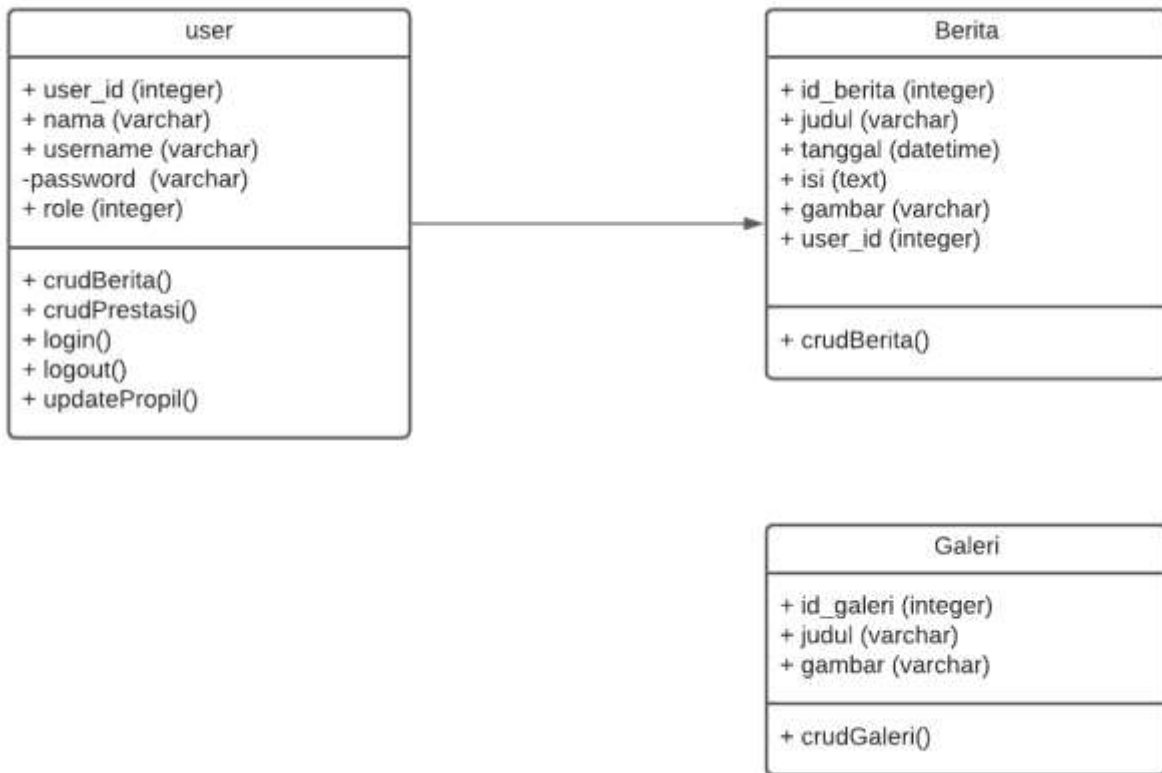 user
+ user_id (integer)
+ nama (varchar)
+ username (varchar)
-password  (varchar)
+ role (integer)
+ crudBerita()
+ crudPrestasi()
+ login()
+ logout()
+ updatePropil()
Berita
+ id_berita (integer)
+ judul (varchar)
+ tanggal (datetime)
+ isi (text)
+ gambar (varchar)
+ user_id (integer)
+ crudBerita()
Galeri
+ id_galeri (integer)
+ judul (varchar)
+ gambar (varchar)
+ crudGaleri()